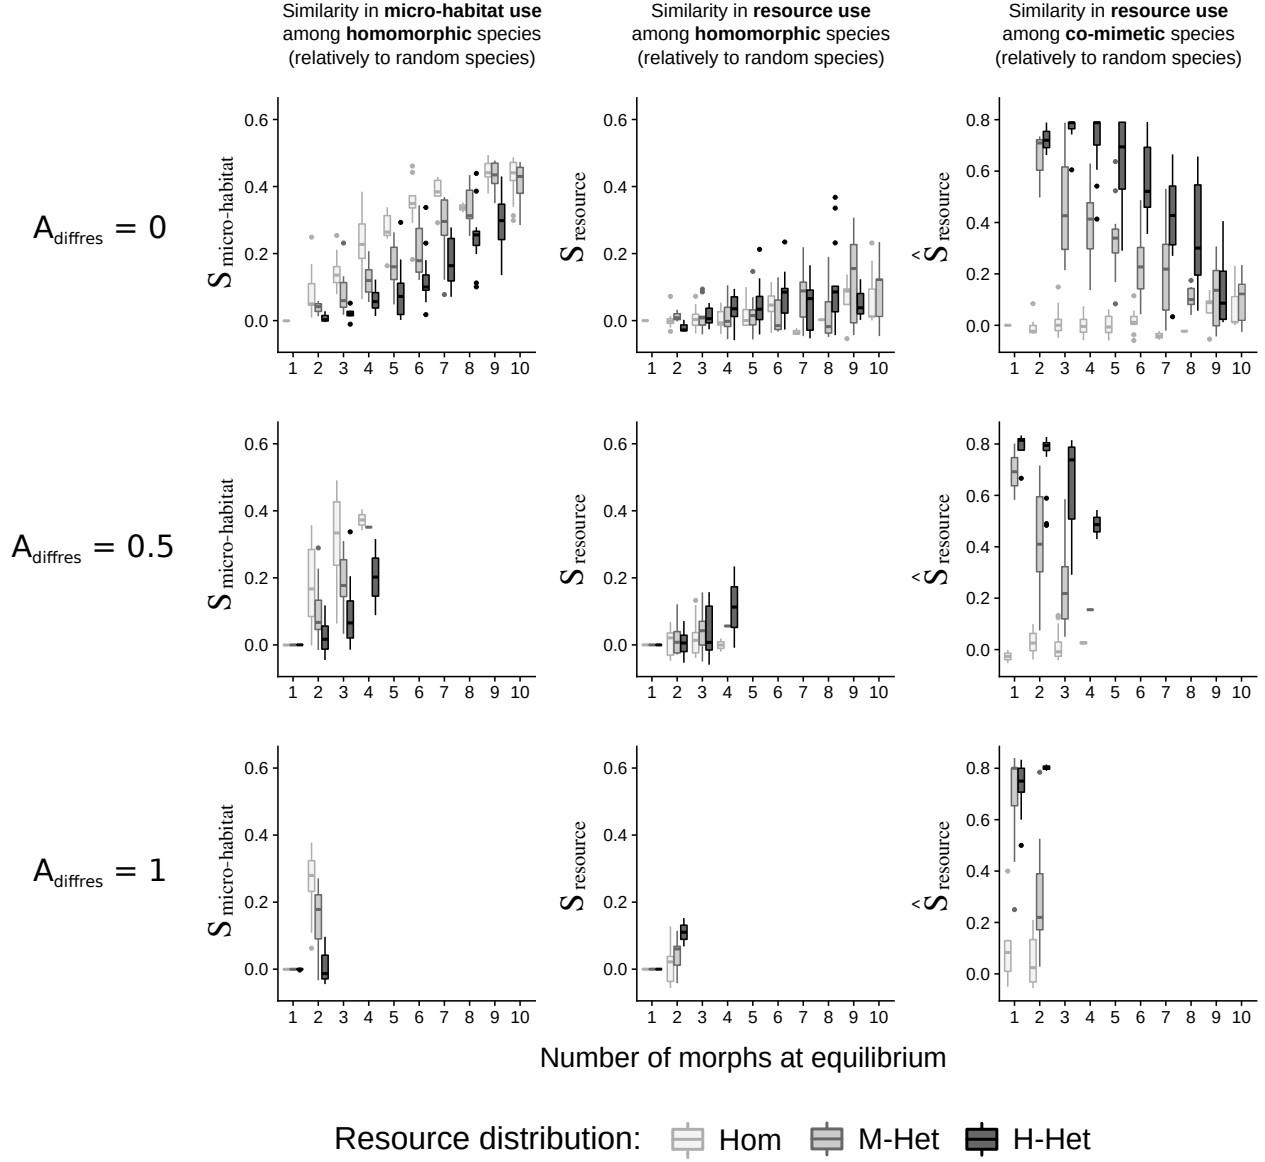 Similarity in micro-habitat use
among homomorphic species
(relatively to random species)
Similarity in resource use
among homomorphic species
(relatively to random species)
Similarity in resource use
among co-mimetic species
(relatively to random species)
A_diffres = 0
S micro-habitat
0.6
0.4
0.2
0.0
1 2 3 4 5 6 7 8 9 10
S resource
0.6
0.4
0.2
0.0
1 2 3 4 5 6 7 8 9 10
Ŝ resource
0.8
0.6
0.4
0.2
0.0
1 2 3 4 5 6 7 8 9 10
A_diffres = 0.5
S micro-habitat
0.6
0.4
0.2
0.0
1 2 3 4 5 6 7 8 9 10
S resource
0.6
0.4
0.2
0.0
1 2 3 4 5 6 7 8 9 10
Ŝ resource
0.8
0.6
0.4
0.2
0.0
1 2 3 4 5 6 7 8 9 10
A_diffres = 1
S micro-habitat
0.6
0.4
0.2
0.0
1 2 3 4 5 6 7 8 9 10
S resource
0.6
0.4
0.2
0.0
1 2 3 4 5 6 7 8 9 10
Ŝ resource
0.8
0.6
0.4
0.2
0.0
1 2 3 4 5 6 7 8 9 10
Number of morphs at equilibrium
Resource distribution: Hom M-Het H-Het